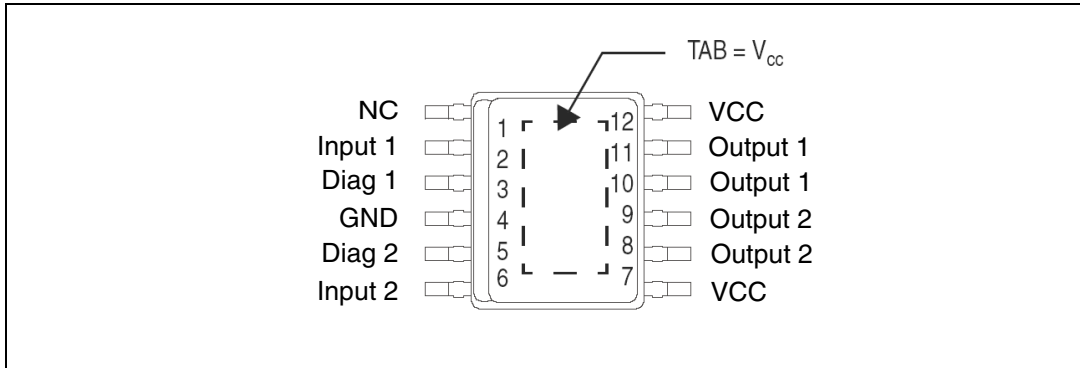 TAB = Vcc
NC 1 12 VCC
Input 1 2 11 Output 1
Diag 1 3 10 Output 1
GND 4 9 Output 2
Diag 2 5 8 Output 2
Input 2 6 7 VCC